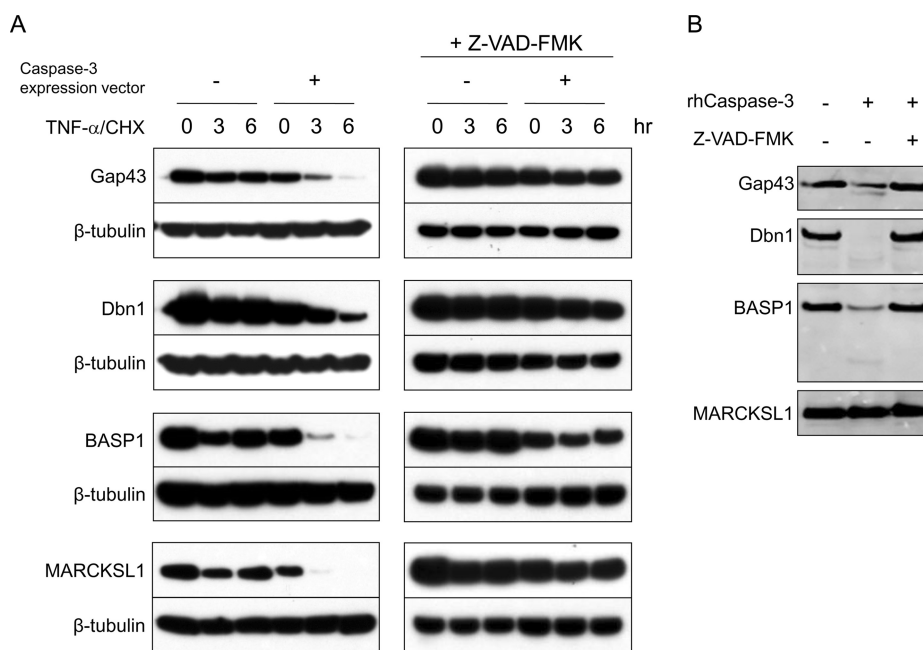 A
+ Z-VAD-FMK
Caspase-3
expression vector
- + - +
TNF-α/CHX 0 3 6 0 3 6 0 3 6 0 3 6 hr
Gap43
β-tubulin
Dbn1
β-tubulin
BASP1
β-tubulin
MARCKSL1
β-tubulin
B
rhCaspase-3 - + +
Z-VAD-FMK - - +
Gap43
Dbn1
BASP1
MARCKSL1